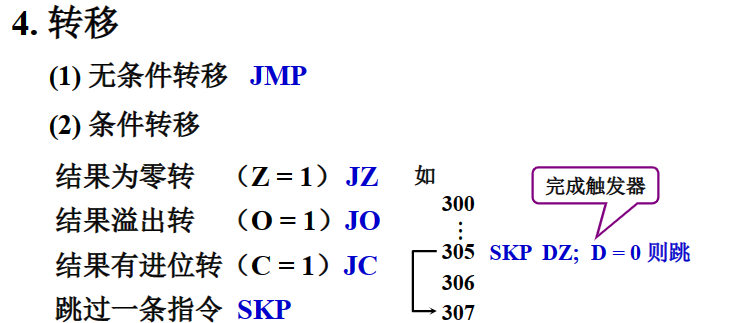 4. 转移
(1) 无条件转移 JMP
(2) 条件转移
结果为零转 （Z = 1）JZ
结果溢出转 （O = 1）JO
结果有进位转（C = 1）JC
跳过一条指令 SKP
如
完成触发器
300
⋮
305 SKP DZ; D = 0 则跳
306
307